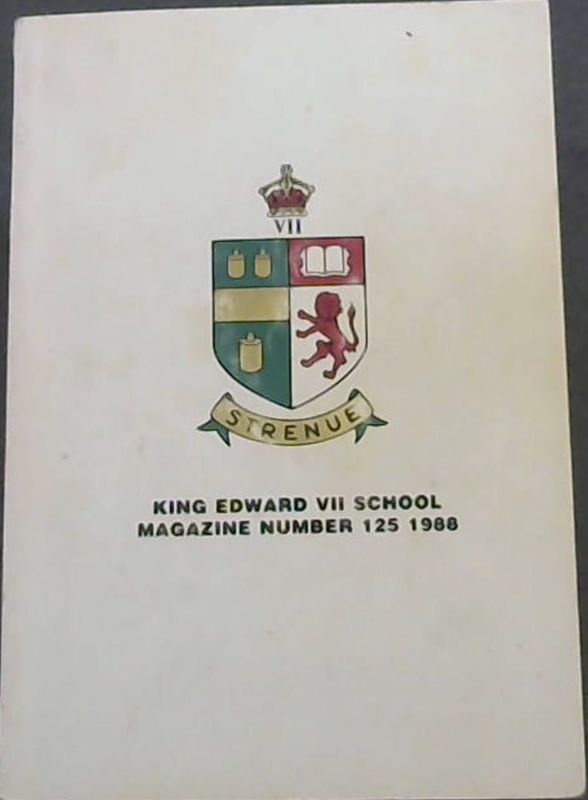 VII
STRENUE
KING EDWARD VII SCHOOL
MAGAZINE NUMBER 125 1988